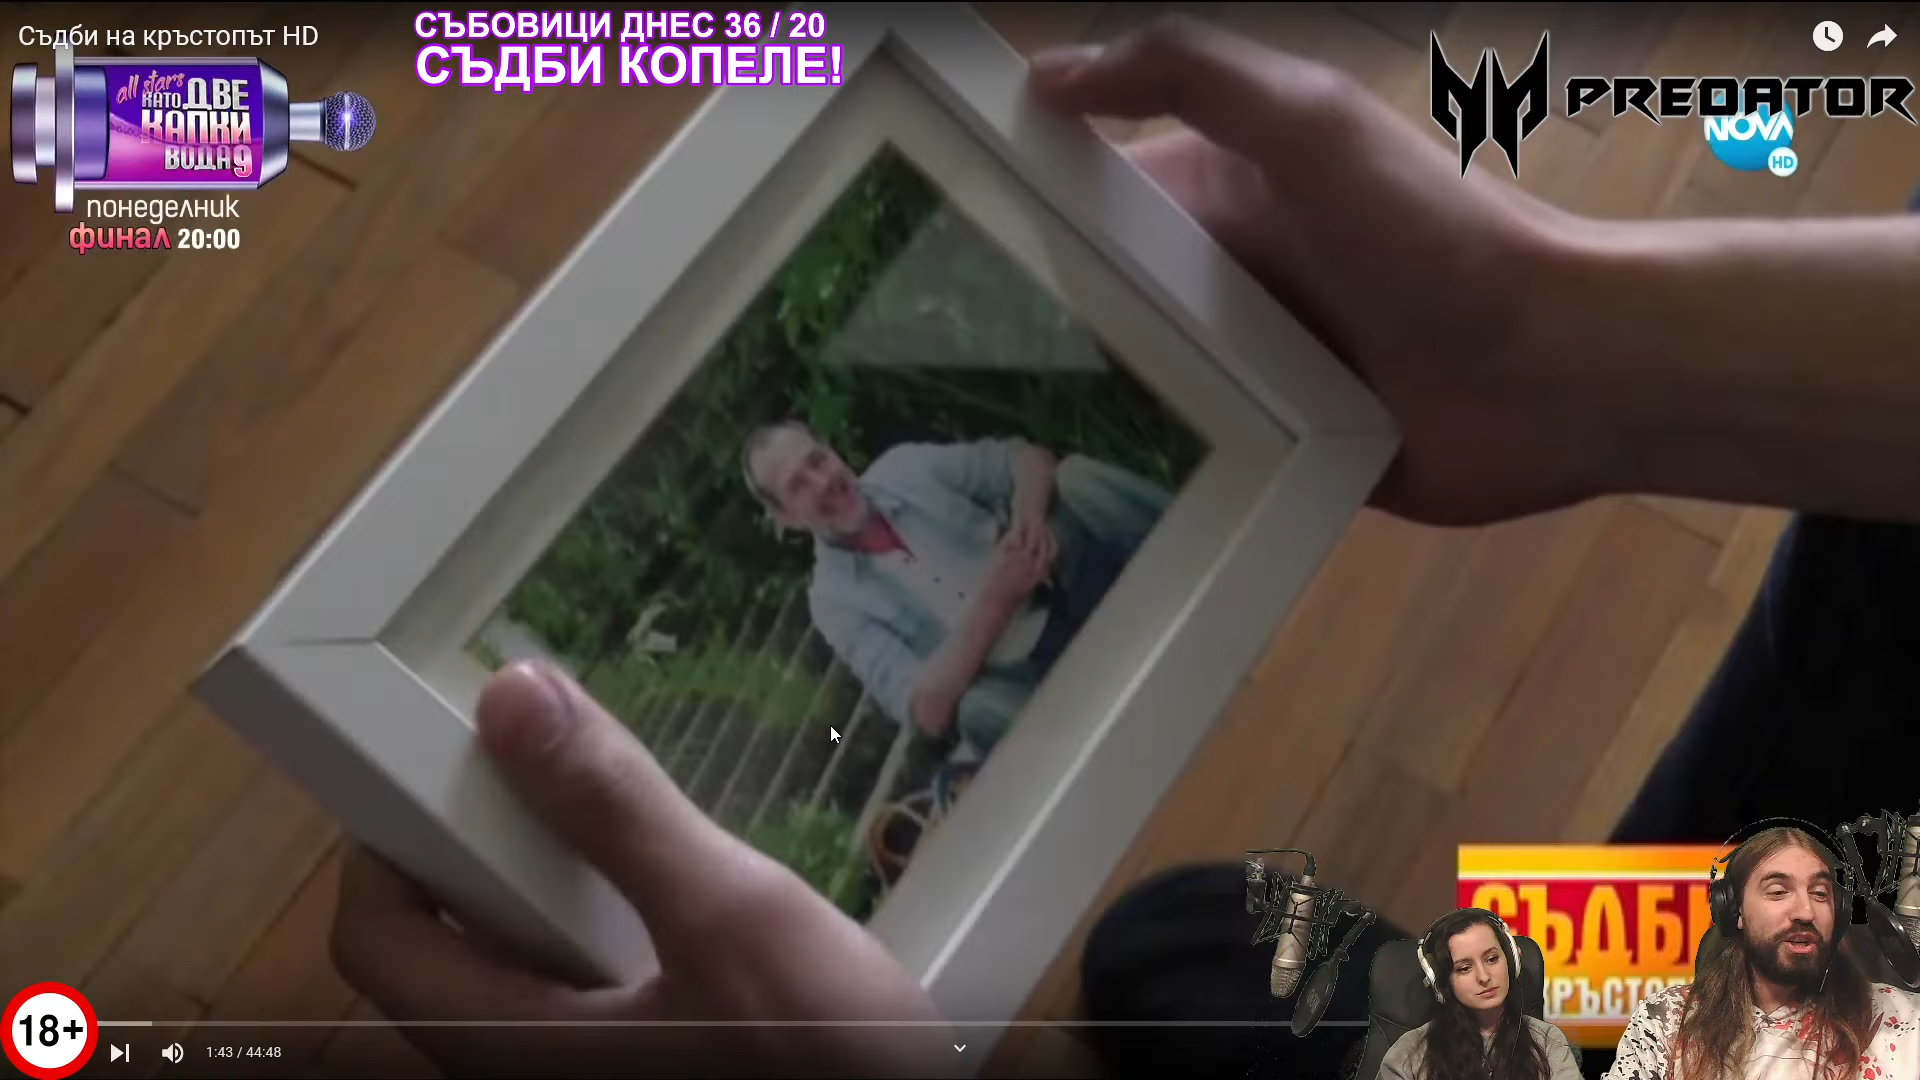 Съдби на кръстопът HD
СЪБОВИЦИ ДНЕС 36 / 20
СЪДБИ КОПЕЛЕ!
all stars
КАТО ДВЕ
КАПКИ
ВОДА 9
понеделник
финал 20:00
PREDATOR
NOVA
HD
СЪДБИ
КРЪСТО
18+
1:43 / 44:48